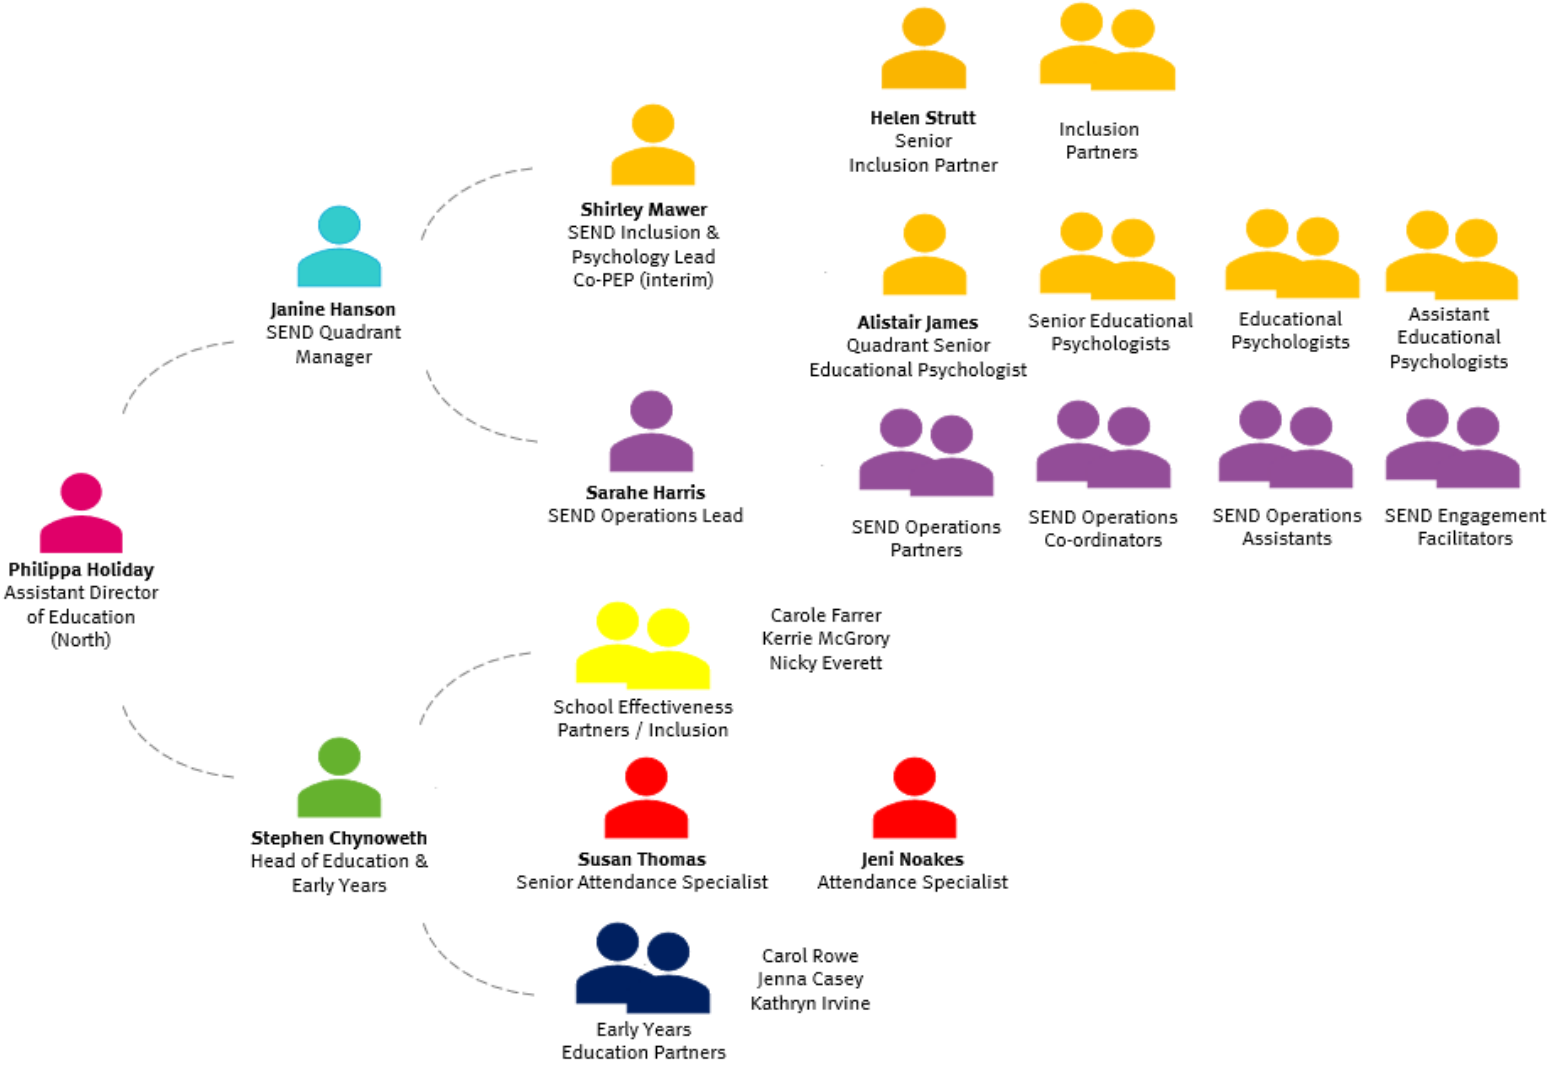 Helen Strutt
Senior
Inclusion Partner
Inclusion
Partners
Shirley Mawer
SEND Inclusion &
Psychology Lead
Co-PEP (interim)
Janine Hanson
SEND Quadrant
Manager
Alistair James
Quadrant Senior
Educational Psychologist
Senior Educational
Psychologists
Educational
Psychologists
Assistant
Educational
Psychologists
Sarahe Harris
SEND Operations Lead
SEND Operations
Partners
SEND Operations
Co-ordinators
SEND Operations
Assistants
SEND Engagement
Facilitators
Philippa Holiday
Assistant Director
of Education
(North)
School Effectiveness
Partners / Inclusion
Carole Farrer
Kerrie McGrory
Nicky Everett
Stephen Chynoweth
Head of Education &
Early Years
Susan Thomas
Senior Attendance Specialist
Jeni Noakes
Attendance Specialist
Early Years
Education Partners
Carol Rowe
Jenna Casey
Kathryn Irvine